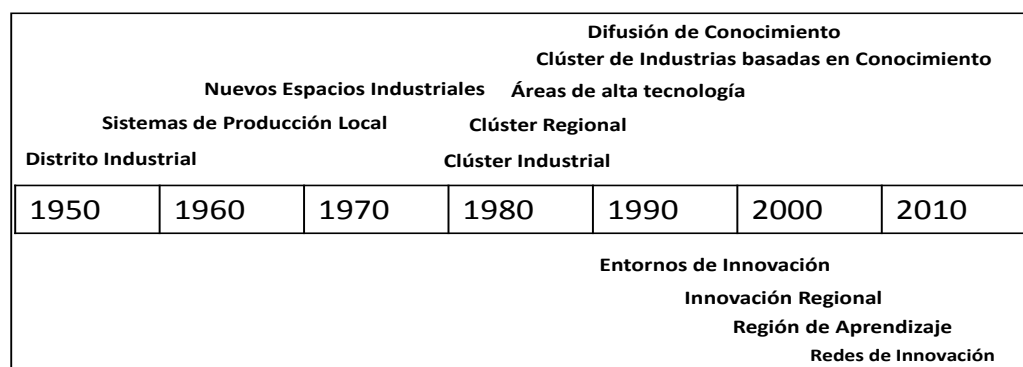 Difusión de Conocimiento
Clúster de Industrias basadas en Conocimiento
Nuevos Espacios Industriales Áreas de alta tecnología
Sistemas de Producción Local Clúster Regional
Distrito Industrial Clúster Industrial
1950 1960 1970 1980 1990 2000 2010
Entornos de Innovación
Innovación Regional
Región de Aprendizaje
Redes de Innovación